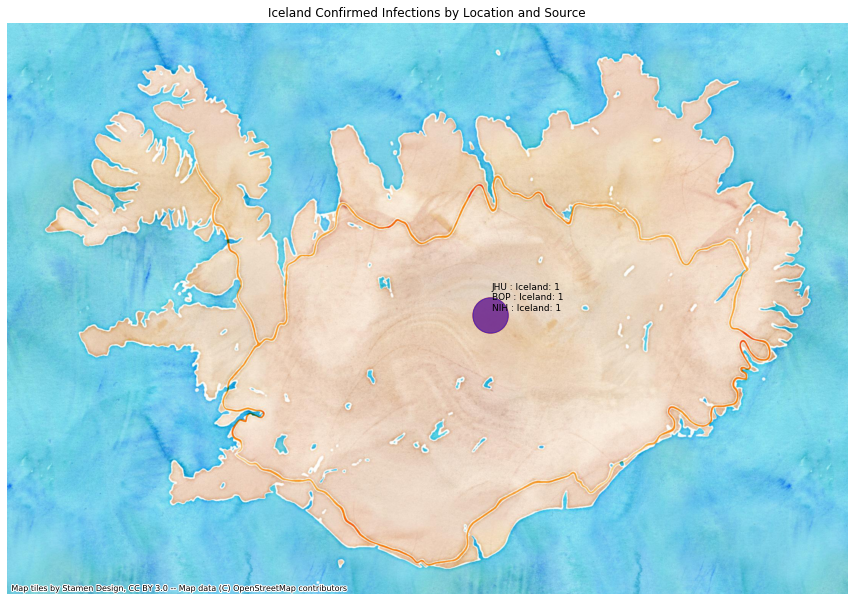 Iceland Confirmed Infections by Location and Source
JHU : Iceland: 1
BOP : Iceland: 1
NIH : Iceland: 1
Map tiles by Stamen Design, CC BY 3.0 -- Map data (C) OpenStreetMap contributors